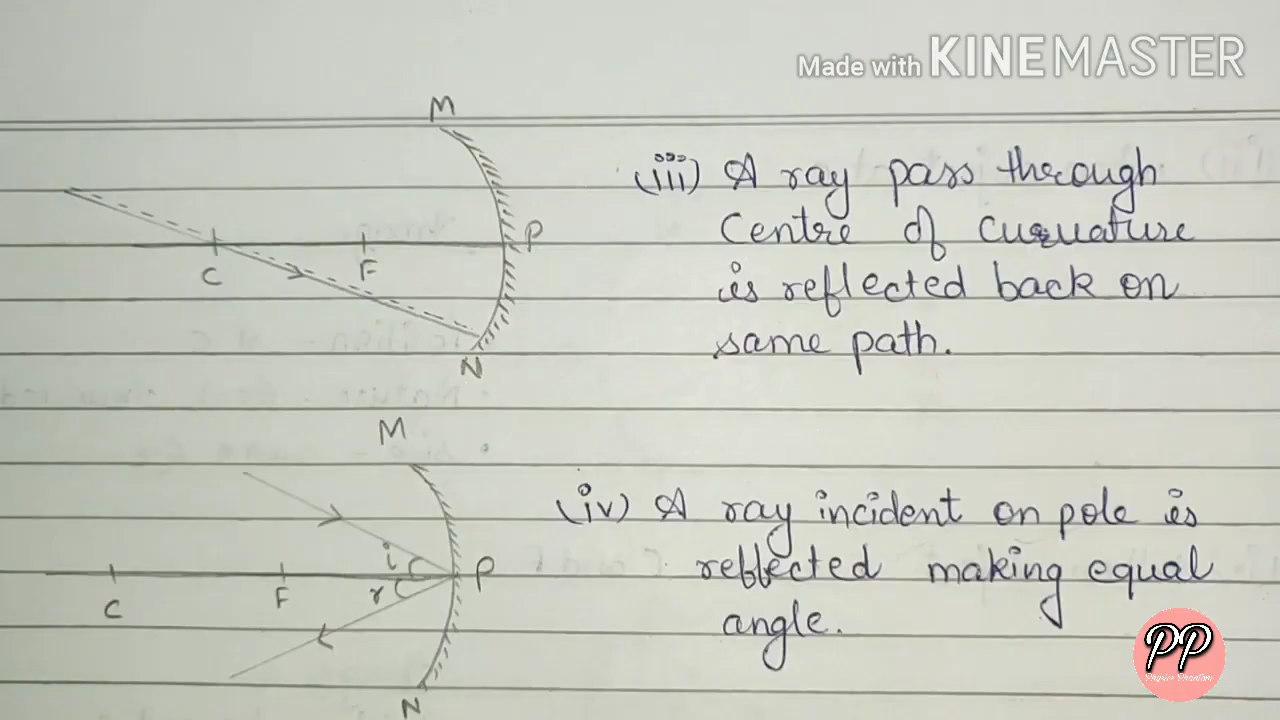 Made with KINEMASTER
M
(iii) A ray pass through
Centre of curvature
is reflected back on
same path.
C
F
P
N
M
(iv) A ray incident on pole is
reflected making equal
angle.
i
r
C
F
P
N
PP